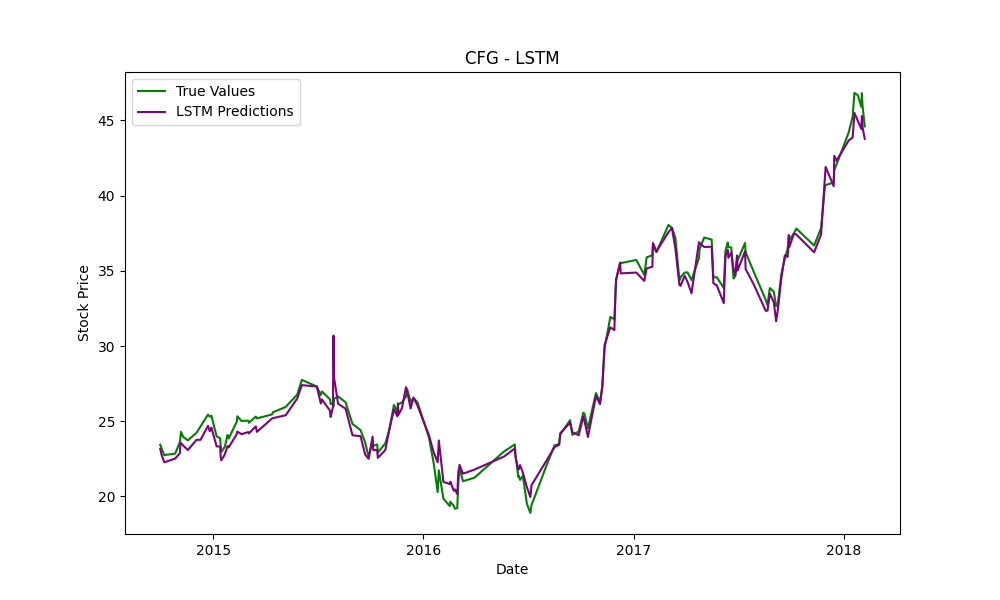 CFG - LSTM
True Values
LSTM Predictions
45
40
35
30
25
20
Stock Price
2015 2016 2017 2018
Date